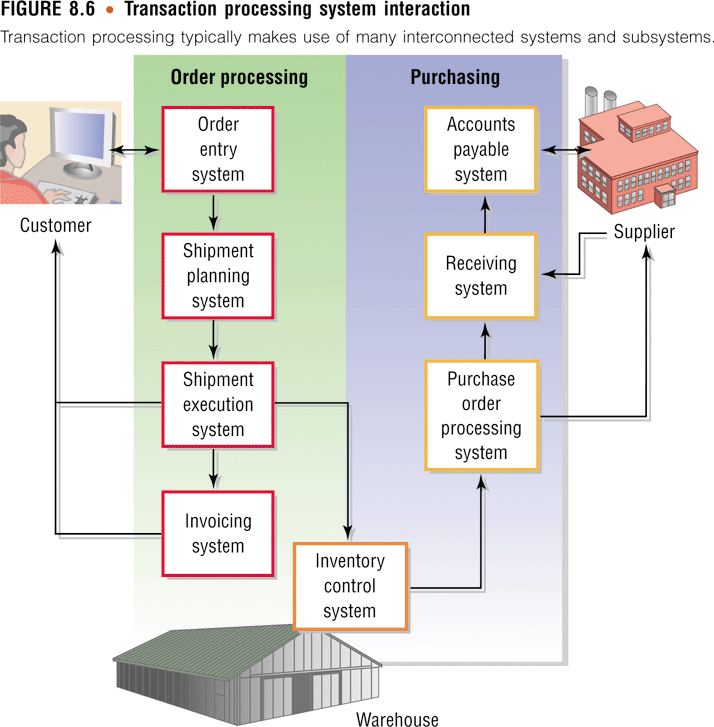 FIGURE 8.6 • Transaction processing system interaction
Transaction processing typically makes use of many interconnected systems and subsystems.
Order processing
Purchasing
Order
entry
system
Accounts
payable
system
Customer
Supplier
Shipment
planning
system
Receiving
system
Shipment
execution
system
Purchase
order
processing
system
Invoicing
system
Inventory
control
system
Warehouse